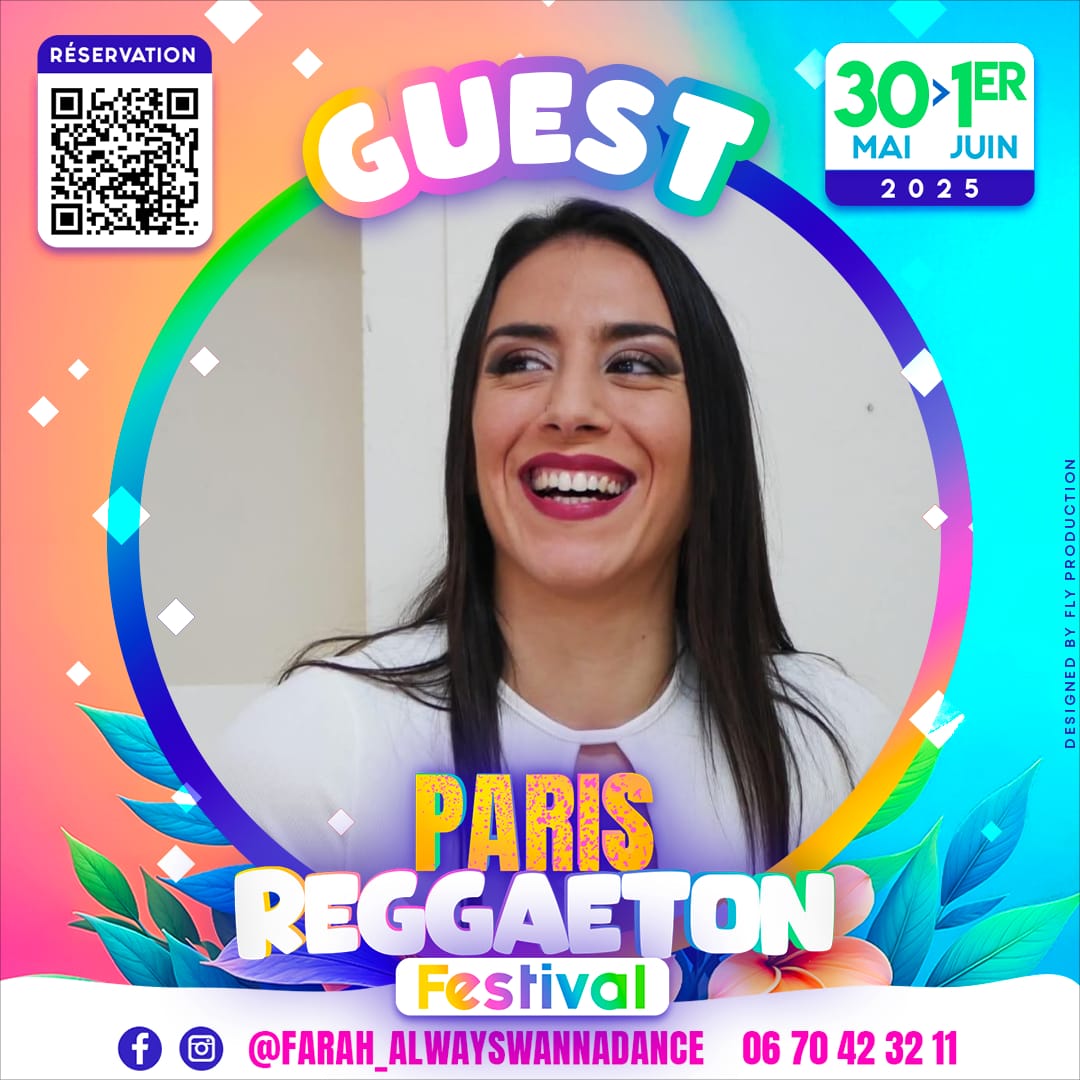 RÉSERVATION
GUEST
30>1ER
MAI JUIN
2025
DESIGNED BY FLY PRODUCTION
PARIS
REGGAETON
Festival
@FARAH_ALWAYSWANNADANCE 06 70 42 32 11